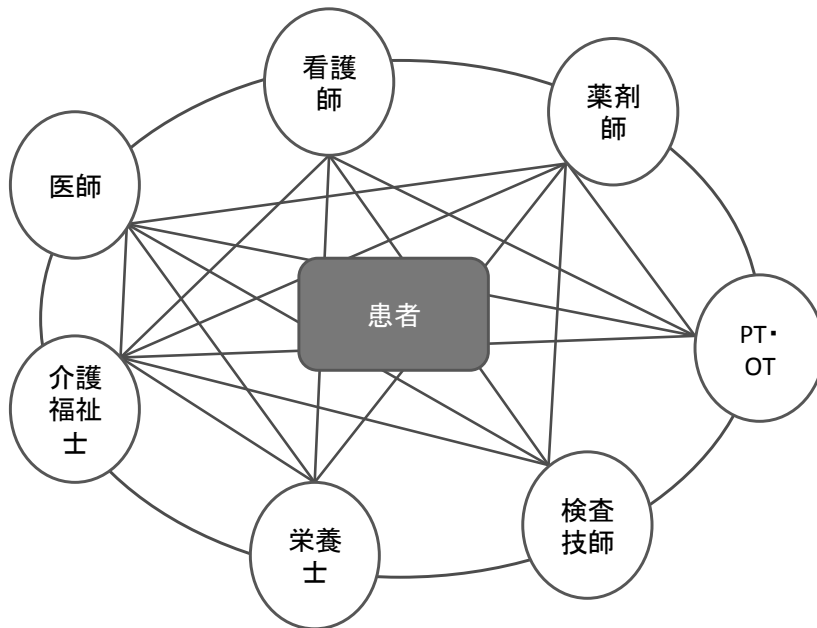 看護
師
薬剤
師
医師
患者
PT・
OT
介護
福祉
士
検査
技師
栄養
士